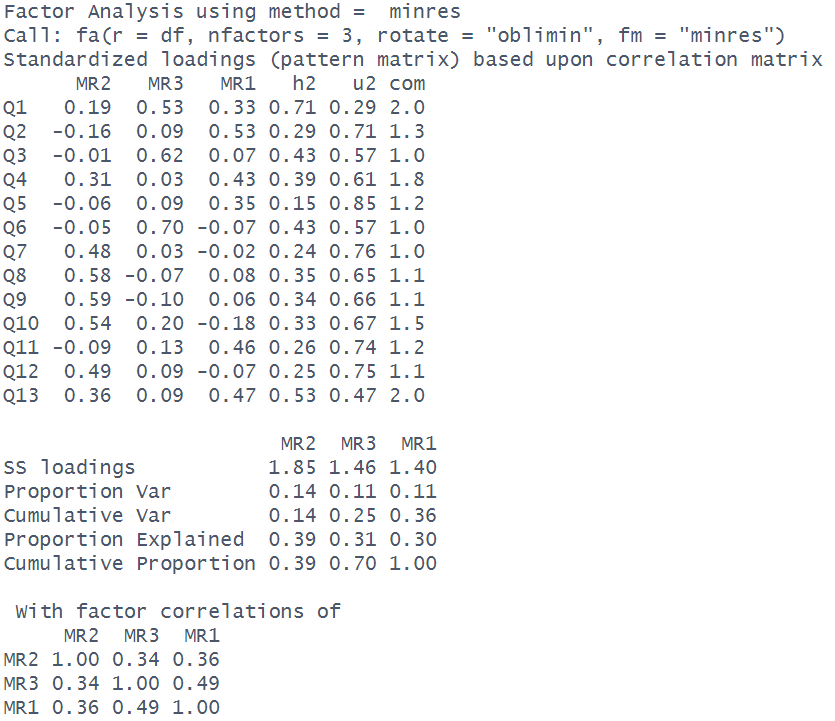 Factor Analysis using method =  minres
Call: fa(r = df, nfactors = 3, rotate = "oblimin", fm = "minres")
Standardized loadings (pattern matrix) based upon correlation matrix
      MR2   MR3   MR1   h2   u2 com
Q1   0.19  0.53  0.33 0.71 0.29 2.0
Q2  -0.16  0.09  0.53 0.29 0.71 1.3
Q3  -0.01  0.62  0.07 0.43 0.57 1.0
Q4   0.31  0.03  0.43 0.39 0.61 1.8
Q5  -0.06  0.09  0.35 0.15 0.85 1.2
Q6  -0.05  0.70 -0.07 0.43 0.57 1.0
Q7   0.48  0.03 -0.02 0.24 0.76 1.0
Q8   0.58 -0.07  0.08 0.35 0.65 1.1
Q9   0.59 -0.10  0.06 0.34 0.66 1.1
Q10  0.54  0.20 -0.18 0.33 0.67 1.5
Q11 -0.09  0.13  0.46 0.26 0.74 1.2
Q12  0.49  0.09 -0.07 0.25 0.75 1.1
Q13  0.36  0.09  0.47 0.53 0.47 2.0
                       MR2  MR3  MR1
SS loadings           1.85 1.46 1.40
Proportion Var        0.14 0.11 0.11
Cumulative Var        0.14 0.25 0.36
Proportion Explained  0.39 0.31 0.30
Cumulative Proportion 0.39 0.70 1.00
 With factor correlations of
     MR2  MR3  MR1
MR2 1.00 0.34 0.36
MR3 0.34 1.00 0.49
MR1 0.36 0.49 1.00